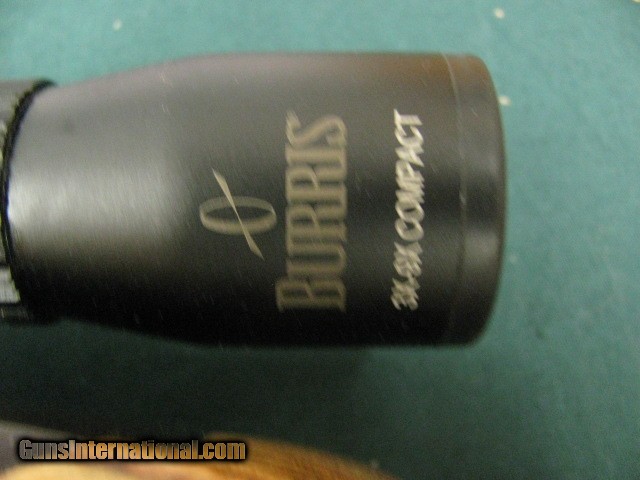 BURRIS
3X-9X COMPACT
GunsInternational.com